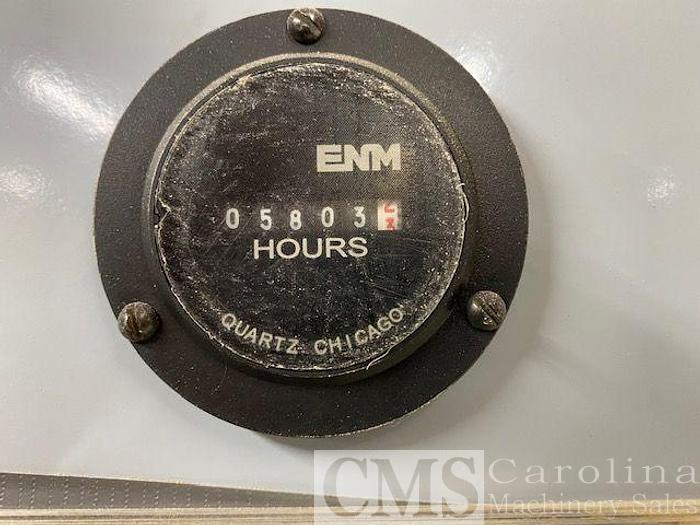 ENM
05803
HOURS
QUARTZ CHICAGO
CMS Carolina
Machinery Sales